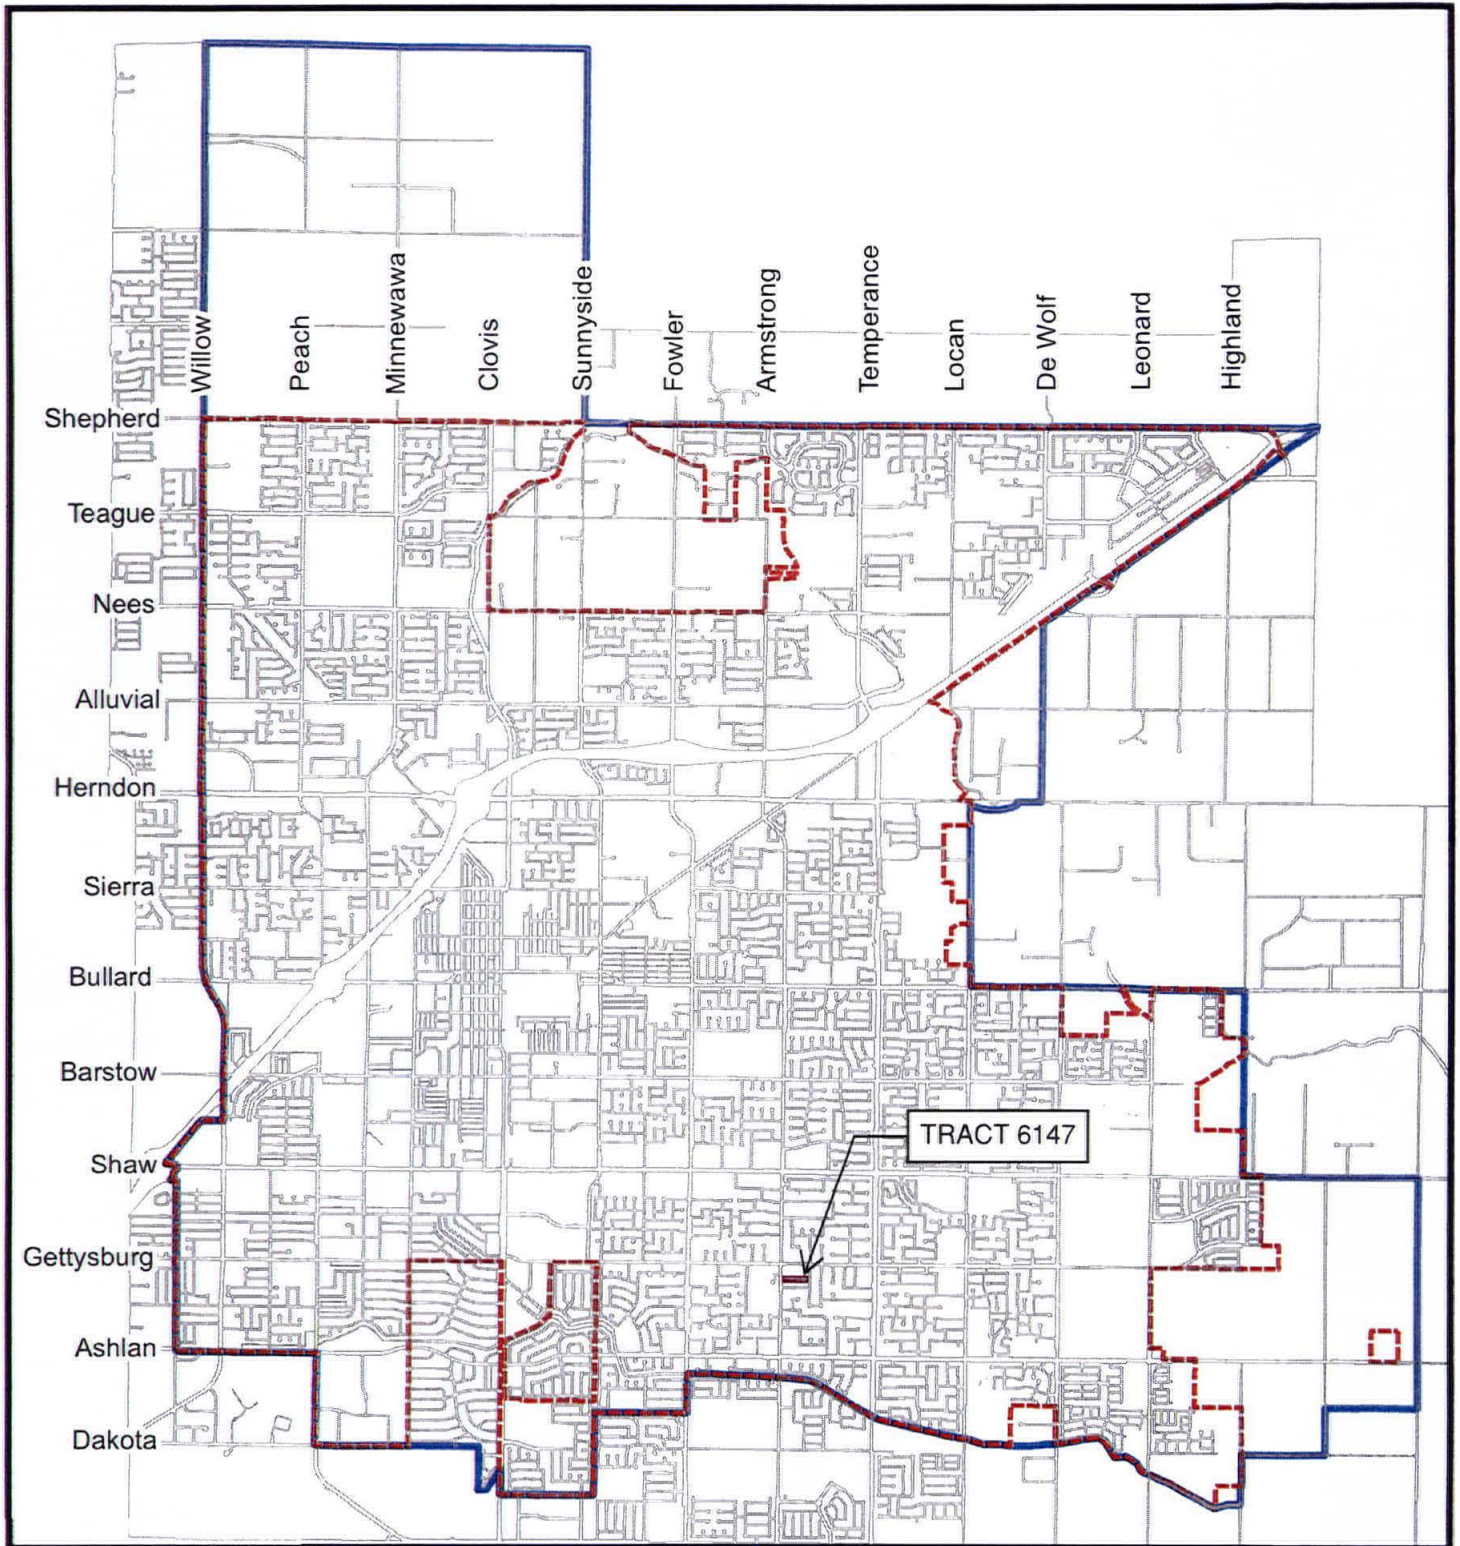 Willow
Peach
Minnewawa
Clovis
Sunnyside
Fowler
Armstrong
Temperance
Locan
De Wolf
Leonard
Highland
Shepherd
Teague
Nees
Alluvial
Herndon
Sierra
Bullard
Barstow
TRACT 6147
Shaw
Gettysburg
Ashlan
Dakota